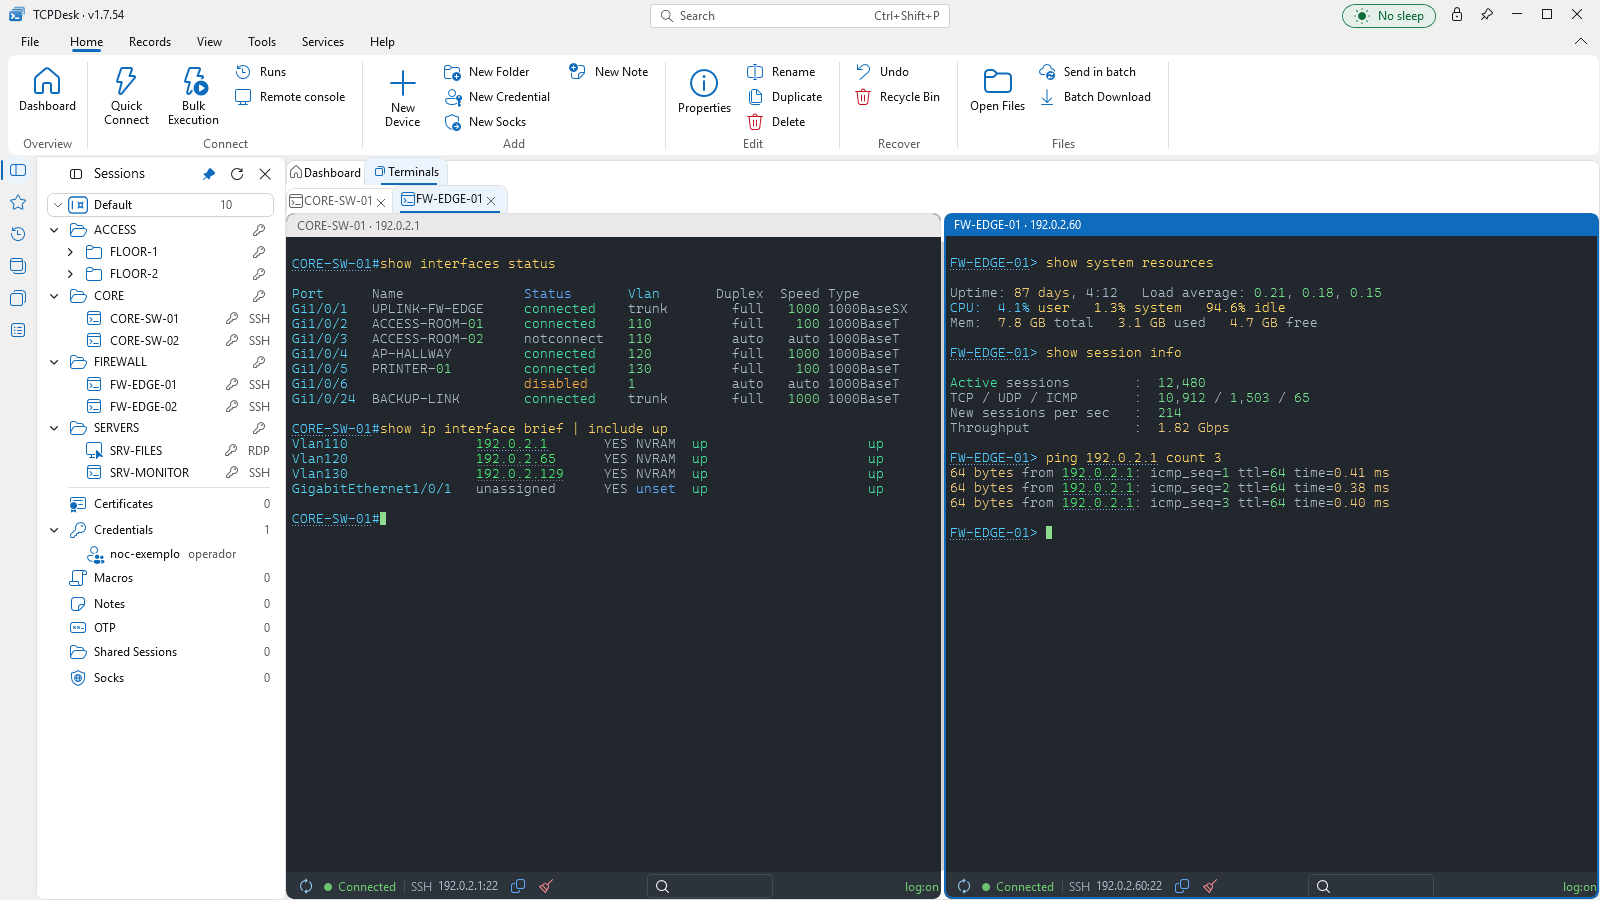 TCPDesk · v1.7.54
Search Ctrl+Shift+P
No sleep
File Home Records View Tools Services Help
Dashboard
Overview
Quick Connect
Bulk Execution
Runs
Remote console
Connect
New Device
New Folder
New Credential
New Socks
New Note
Add
Properties
Rename
Duplicate
Delete
Edit
Undo
Recycle Bin
Recover
Open Files
Send in batch
Batch Download
Files
Sessions
Default 10
ACCESS
FLOOR-1
FLOOR-2
CORE
CORE-SW-01 SSH
CORE-SW-02 SSH
FIREWALL
FW-EDGE-01 SSH
FW-EDGE-02 SSH
SERVERS
SRV-FILES RDP
SRV-MONITOR SSH
Certificates 0
Credentials 1
noc-exemplo operador
Macros 0
Notes 0
OTP 0
Shared Sessions 0
Socks 0
Dashboard Terminals
CORE-SW-01 FW-EDGE-01
CORE-SW-01 · 192.0.2.1
CORE-SW-01#show interfaces status
Port Name Status Vlan Duplex Speed Type
Gi1/0/1 UPLINK-FW-EDGE connected trunk full 1000 1000BaseSX
Gi1/0/2 ACCESS-ROOM-01 connected 110 full 100 1000BaseT
Gi1/0/3 ACCESS-ROOM-02 notconnect 110 auto auto 1000BaseT
Gi1/0/4 AP-HALLWAY connected 120 full 1000 1000BaseT
Gi1/0/5 PRINTER-01 connected 130 full 100 1000BaseT
Gi1/0/6 disabled 1 auto auto 1000BaseT
Gi1/0/24 BACKUP-LINK connected trunk full 1000 1000BaseT
CORE-SW-01#show ip interface brief | include up
Vlan110 192.0.2.1 YES NVRAM up up
Vlan120 192.0.2.65 YES NVRAM up up
Vlan130 192.0.2.129 YES NVRAM up up
GigabitEthernet1/0/1 unassigned YES unset up up
CORE-SW-01#
Connected SSH 192.0.2.1:22 log:on
FW-EDGE-01 · 192.0.2.60
FW-EDGE-01> show system resources
Uptime: 87 days, 4:12 Load average: 0.21, 0.18, 0.15
CPU: 4.1% user 1.3% system 94.6% idle
Mem: 7.8 GB total 3.1 GB used 4.7 GB free
FW-EDGE-01> show session info
Active sessions : 12,480
TCP / UDP / ICMP : 10,912 / 1,503 / 65
New sessions per sec : 214
Throughput : 1.82 Gbps
FW-EDGE-01> ping 192.0.2.1 count 3
64 bytes from 192.0.2.1: icmp_seq=1 ttl=64 time=0.41 ms
64 bytes from 192.0.2.1: icmp_seq=2 ttl=64 time=0.38 ms
64 bytes from 192.0.2.1: icmp_seq=3 ttl=64 time=0.40 ms
FW-EDGE-01>
Connected SSH 192.0.2.60:22 log:on